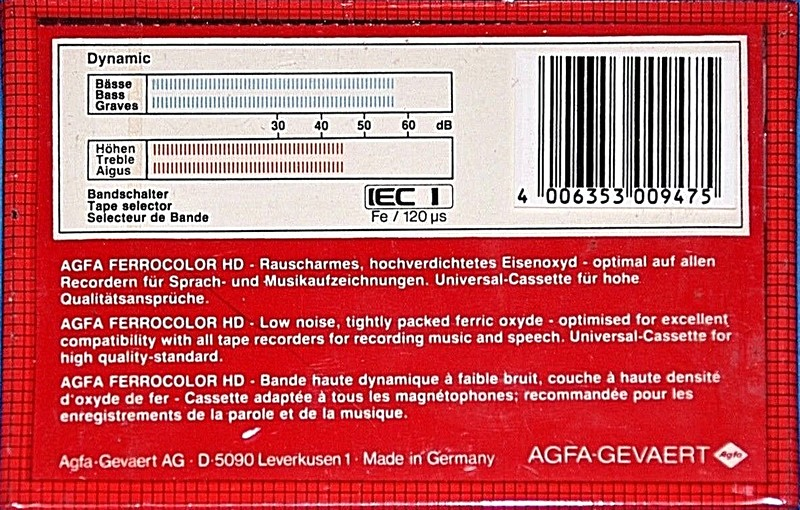 Dynamic
Bässe
Bass
Graves
30 40 50 60 dB
Höhen
Treble
Aigus
Bandschalter
Tape selector
Selecteur de Bande
IEC I
Fe / 120 µs
4 006353 009475
AGFA FERROCOLOR HD - Rauscharmes, hochverdichtetes Eisenoxyd - optimal auf allen
Recordern für Sprach- und Musikaufzeichnungen. Universal-Cassette für hohe
Qualitätsansprüche.
AGFA FERROCOLOR HD - Low noise, tightly packed ferric oxyde - optimised for excellent
compatibility with all tape recorders for recording music and speech. Universal-Cassette for
high quality-standard.
AGFA FERROCOLOR HD - Bande haute dynamique à faible bruit, couche à haute densité
d'oxyde de fer - Cassette adaptée à tous les magnétophones; recommandée pour les
enregistrements de la parole et de la musique.
Agfa-Gevaert AG · D-5090 Leverkusen 1 · Made in Germany
AGFA-GEVAERT Agfa